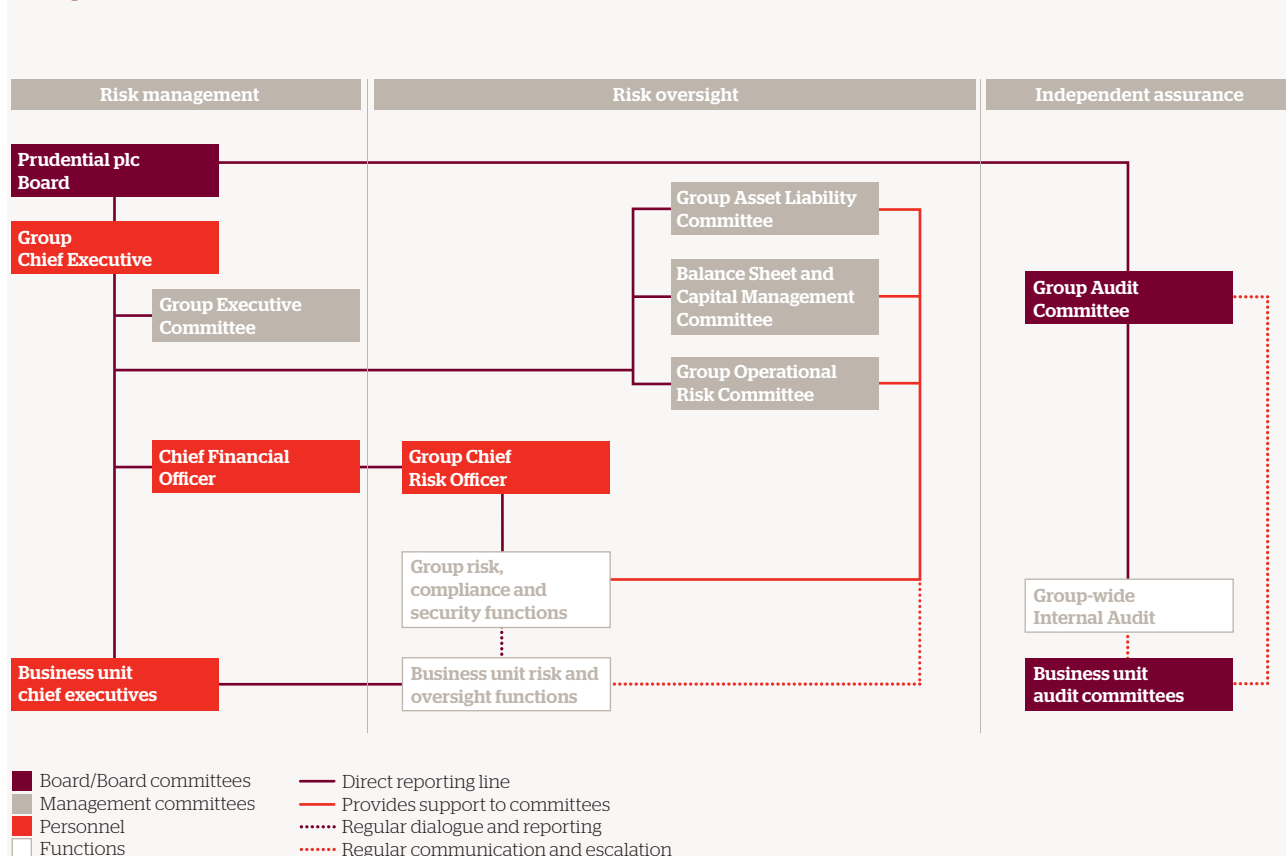 Risk management
Risk oversight
Independent assurance
Prudential plc
Board
Group
Chief Executive
Group Executive
Committee
Group Asset Liability
Committee
Balance Sheet and
Capital Management
Committee
Group Operational
Risk Committee
Group Audit
Committee
Chief Financial
Officer
Group Chief
Risk Officer
Group risk,
compliance and
security functions
Group-wide
Internal Audit
Business unit
chief executives
Business unit risk and
oversight functions
Business unit
audit committees
Board/Board committees
Management committees
Personnel
Functions
Direct reporting line
Provides support to committees
Regular dialogue and reporting
Regular communication and escalation